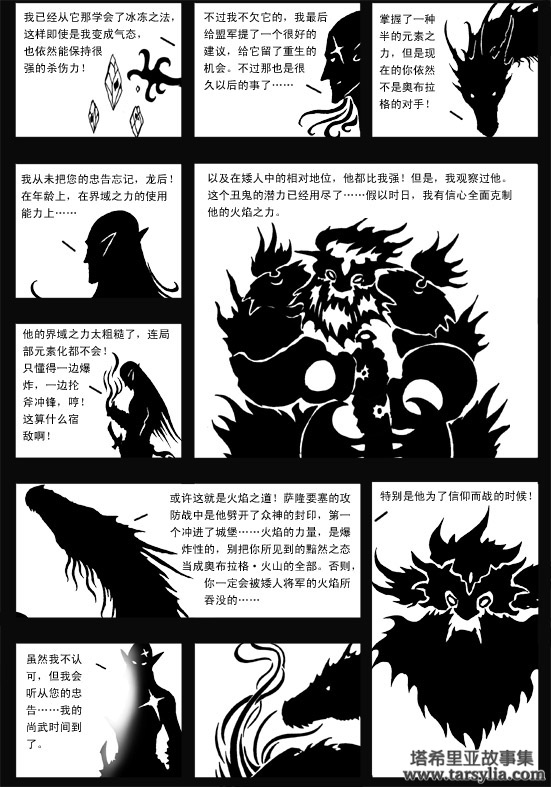 我已经从它那学会了冰冻之法，
这样即使是我变成气态，
也依然能保持很
强的杀伤力！
不过我不欠它的，我最后
给盟军提了一个很好的
建议，给它留了重生的
机会。不过那也是很
久以后的事了……
掌握了一种
半的元素之
力，但是现
在的你依然
不是奥布拉
格的对手！
我从未把您的忠告忘记，龙后！
在年龄上，在界域之力的使用
能力上……
以及在矮人中的相对地位，他都比我强！但是，我观察过他。
这个丑鬼的潜力已经用尽了……假以时日，我有信心全面克制
他的火焰之力。
他的界域之力太粗糙了，连局
部元素化都不会！
只懂得一边爆
炸，一边抡
斧冲锋，哼！
这算什么宿
敌啊！
或许这就是火焰之道！萨隆要塞的攻
防战中是他劈开了众神的封印，第一
个冲进了城堡……火焰的力量，是爆
炸性的，别把你所见到的黯然之态
当成奥布拉格·火山的全部。否则，
你一定会被矮人将军的火焰所
吞没的……
特别是他为了信仰而战的时候！
虽然我不认
可，但我会
听从您的忠
告……我的
尚武时间到
了。
塔希里亚故事集
www.tarsylia.com